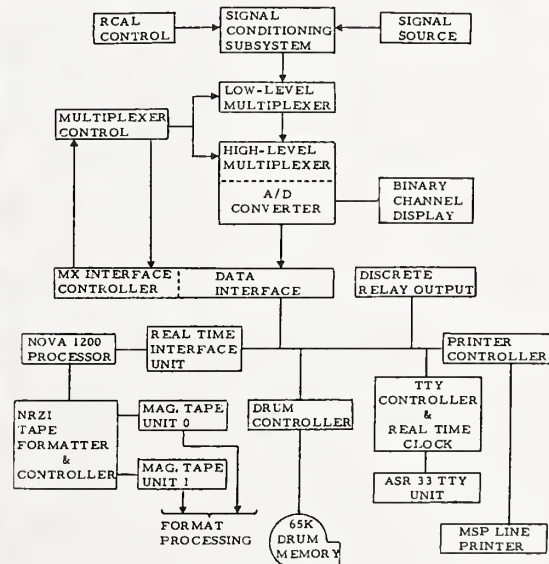 RCAL
CONTROL
SIGNAL
CONDITIONING
SUBSYSTEM
SIGNAL
SOURCE
MULTIPLEXER
CONTROL
LOW-LEVEL
MULTIPLEXER
HIGH-LEVEL
MULTIPLEXER
A/D
CONVERTER
BINARY
CHANNEL
DISPLAY
MX INTERFACE
CONTROLLER
DATA
INTERFACE
DISCRETE
RELAY OUTPUT
NOVA 1200
PROCESSOR
REAL TIME
INTERFACE
UNIT
PRINTER
CONTROLLER
NRZI
TAPE
FORMATTER
&
CONTROLLER
MAG. TAPE
UNIT 0
MAG. TAPE
UNIT 1
FORMAT
PROCESSING
DRUM
CONTROLLER
65K
DRUM
MEMORY
TTY
CONTROLLER
&
REAL TIME
CLOCK
ASR 33 TTY
UNIT
MSP LINE
PRINTER